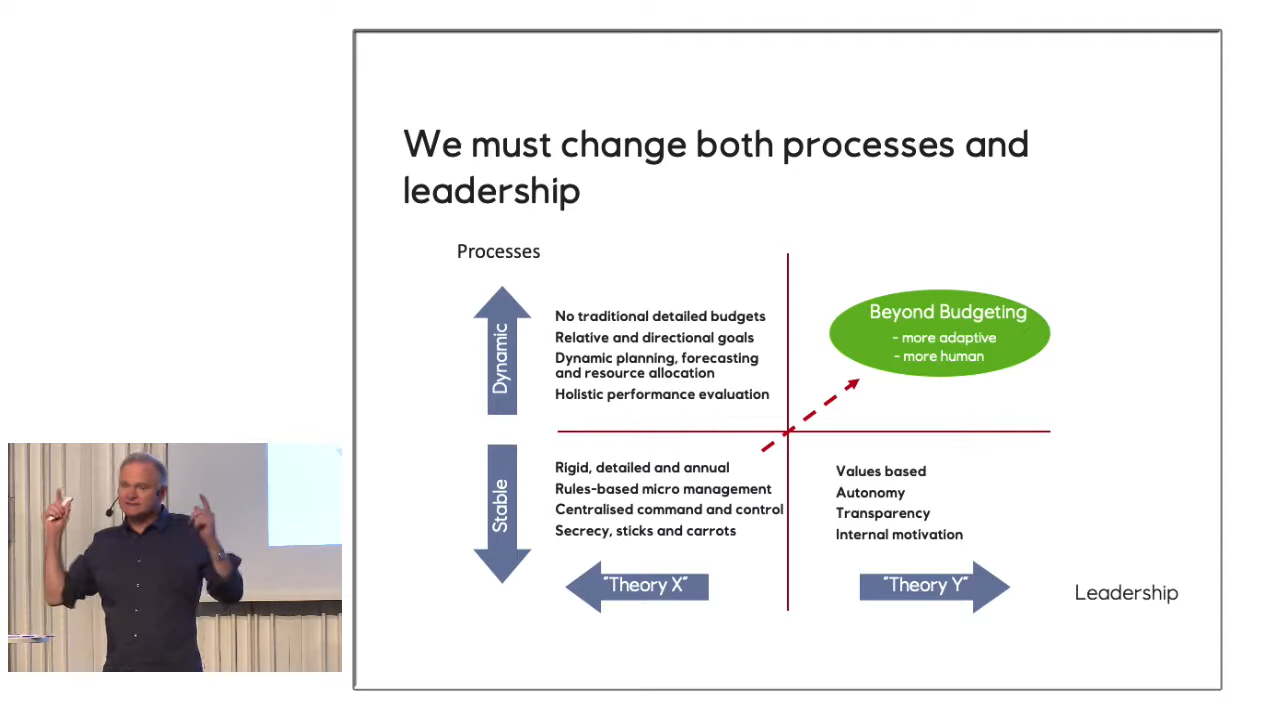 We must change both processes and
leadership
Processes
Dynamic
No traditional detailed budgets
Relative and directional goals
Dynamic planning, forecasting
and resource allocation
Holistic performance evaluation
Beyond Budgeting
- more adaptive
- more human
Stable
Rigid, detailed and annual
Rules-based micro management
Centralised command and control
Secrecy, sticks and carrots
Values based
Autonomy
Transparency
Internal motivation
"Theory X"
"Theory Y"
Leadership